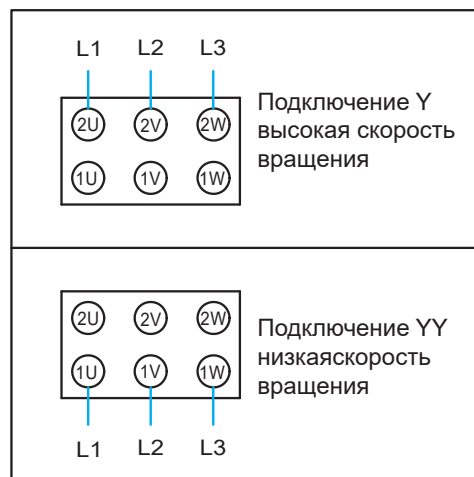 L1 L2 L3
2U 2V 2W
1U 1V 1W
Подключение Y
высокая скорость
вращения
2U 2V 2W
1U 1V 1W
L1 L2 L3
Подключение YY
низкаяскорость
вращения